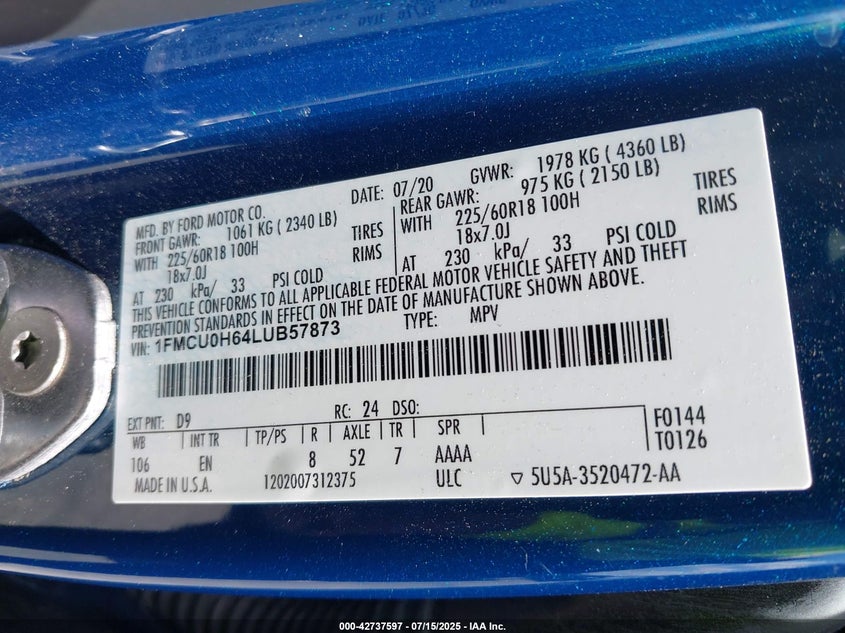 MFD. BY FORD MOTOR CO.
DATE: 07/20
GVWR: 1978 KG ( 4360 LB)
FRONT GAWR: 1061 KG ( 2340 LB)
REAR GAWR: 975 KG ( 2150 LB)
WITH 225/60R18 100H TIRES
WITH 225/60R18 100H TIRES
18x7.0J RIMS
18x7.0J RIMS
AT 230 kPa/ 33 PSI COLD
AT 230 kPa/ 33 PSI COLD
THIS VEHICLE CONFORMS TO ALL APPLICABLE FEDERAL MOTOR VEHICLE SAFETY AND THEFT
PREVENTION STANDARDS IN EFFECT ON THE DATE OF MANUFACTURE SHOWN ABOVE.
VIN: 1FMCU0H64LUB57873
TYPE: MPV
EXT PNT: D9 RC: 24 DSO:
F0144
WB INT TR TP/PS R AXLE TR SPR
T0126
106 EN 8 52 7 AAAA
MADE IN U.S.A. 1202007312375 ULC ▽ 5U5A-3520472-AA
000-42737597 - 07/15/2025 - IAA Inc.